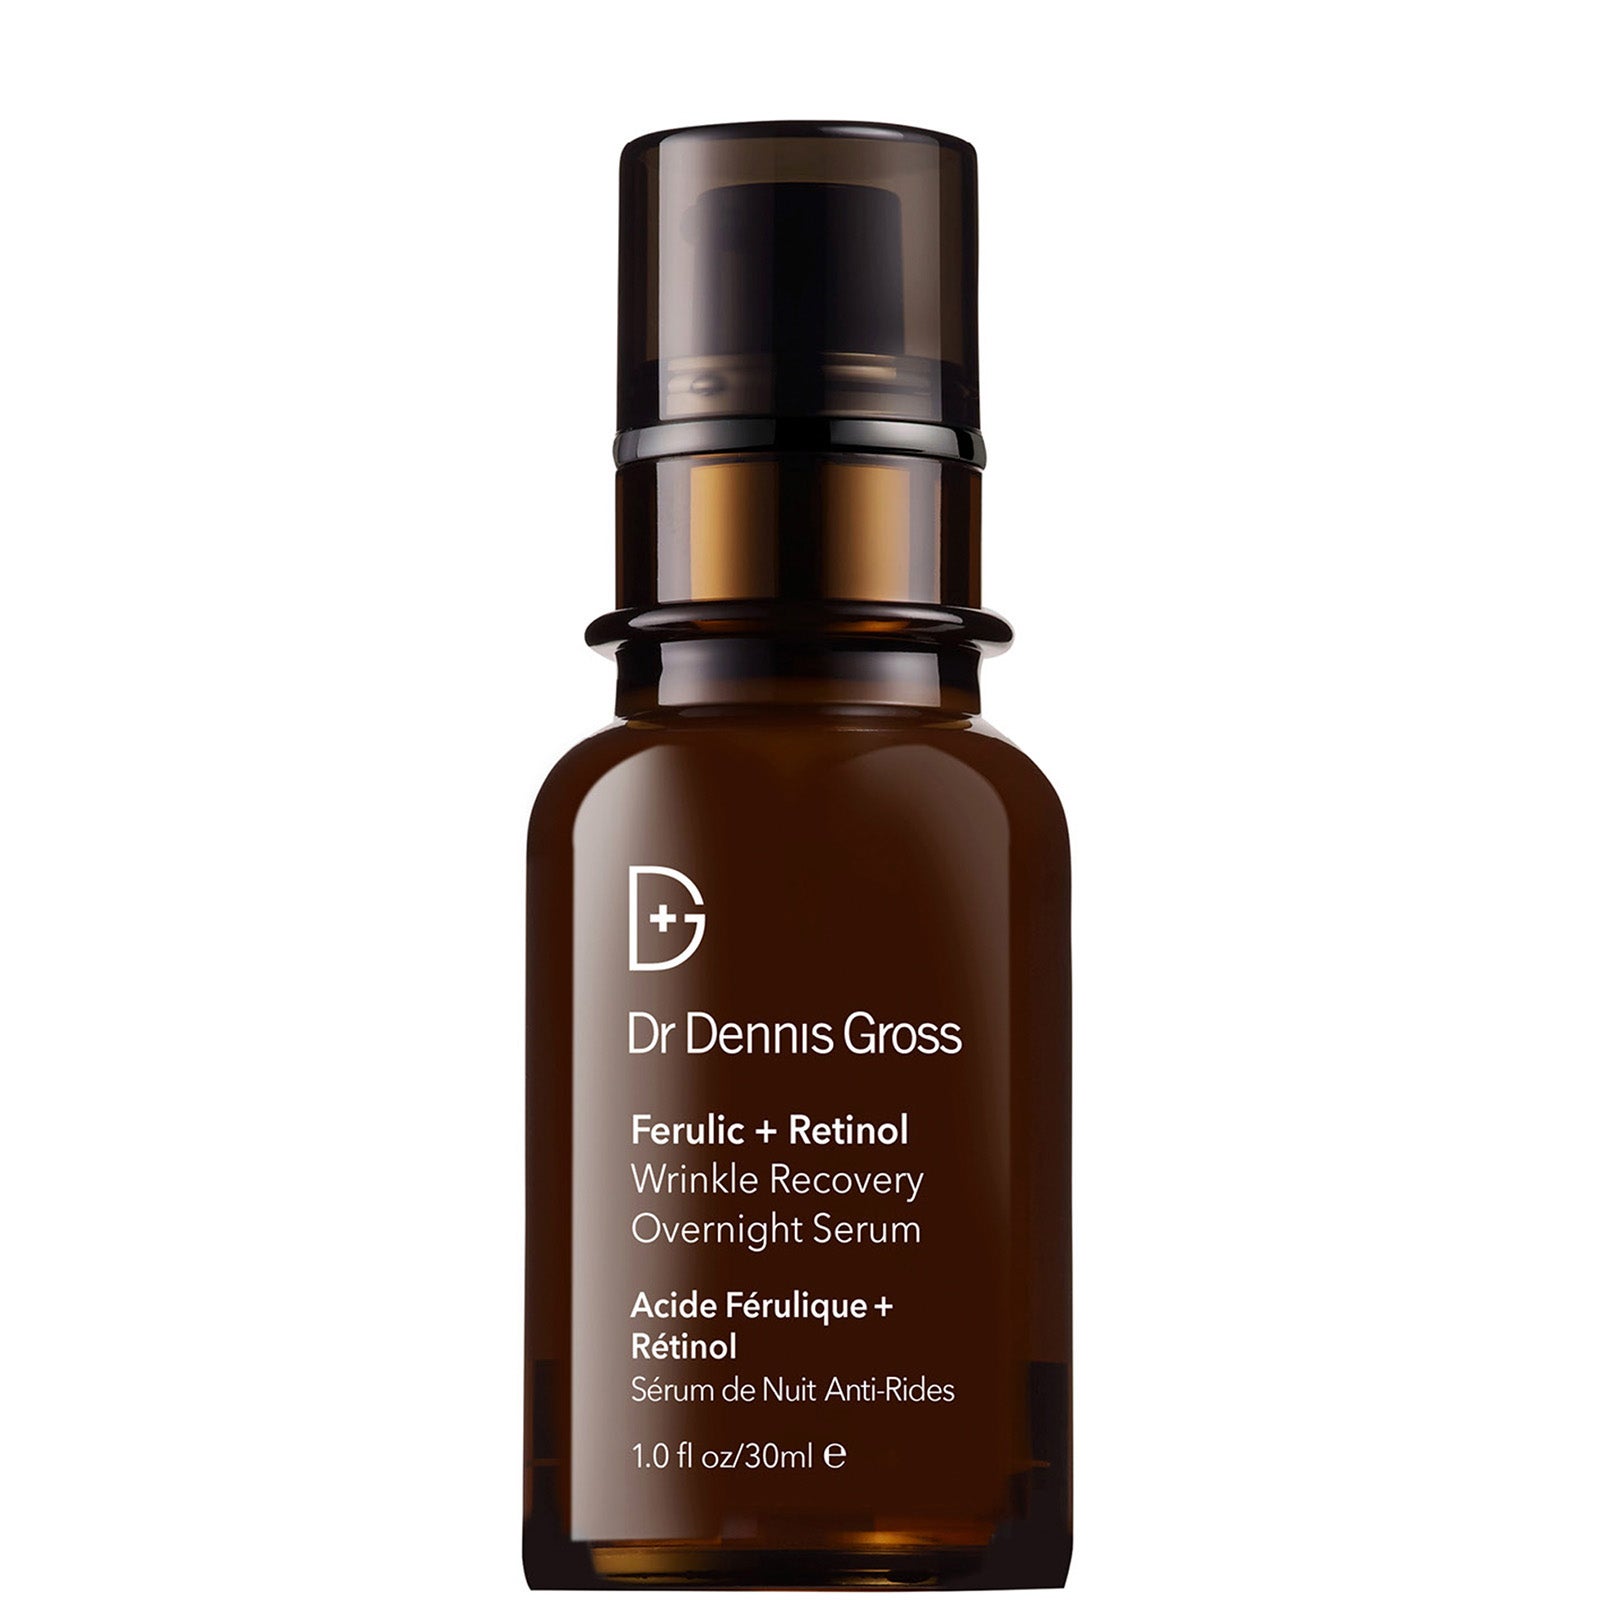 D+G
Dr Dennis Gross
Ferulic + Retinol
Wrinkle Recovery
Overnight Serum
Acide Férulique +
Rétinol
Sérum de Nuit Anti-Rides
1.0 fl oz/30ml ℮